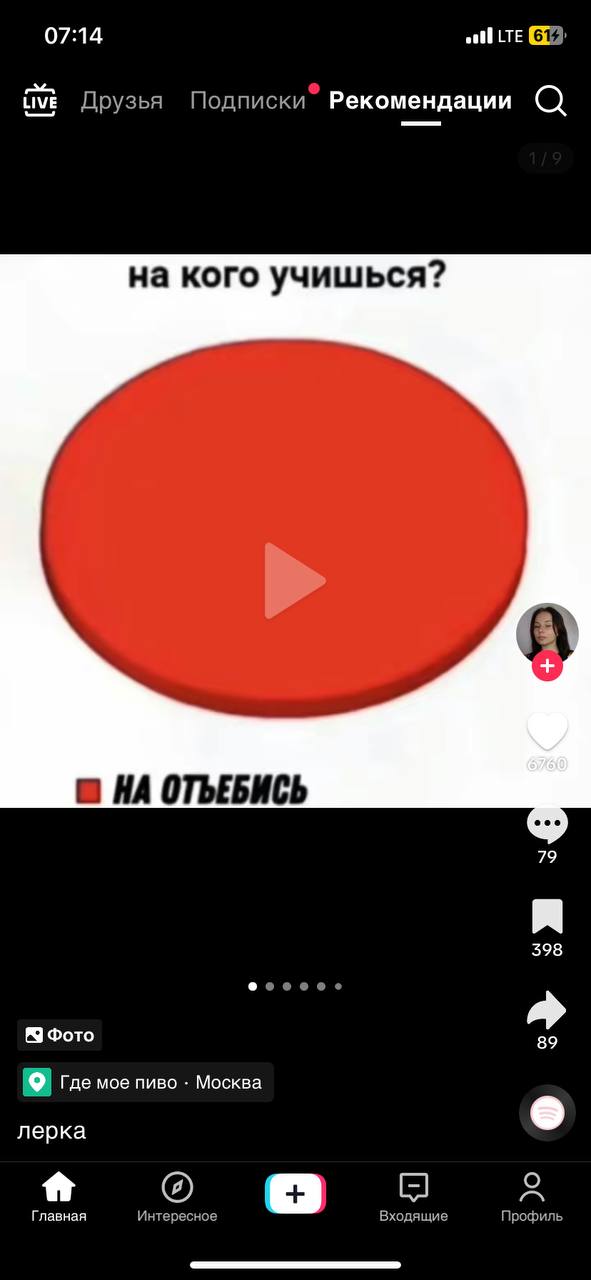 07:14
LTE 61
LIVE Друзья Подписки Рекомендации
1 / 9
на кого учишься?
НА ОТЪЕБИСЬ
6760
79
398
89
Фото
Где мое пиво · Москва
лерка
Главная Интересное Входящие Профиль